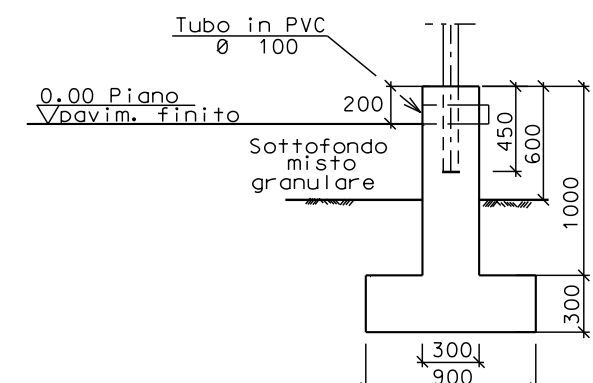 Tubo in PVC
Ø 100
0.00 Piano
pavim. finito
200
Sottofondo
misto
granulare
450
600
1000
300
300
900